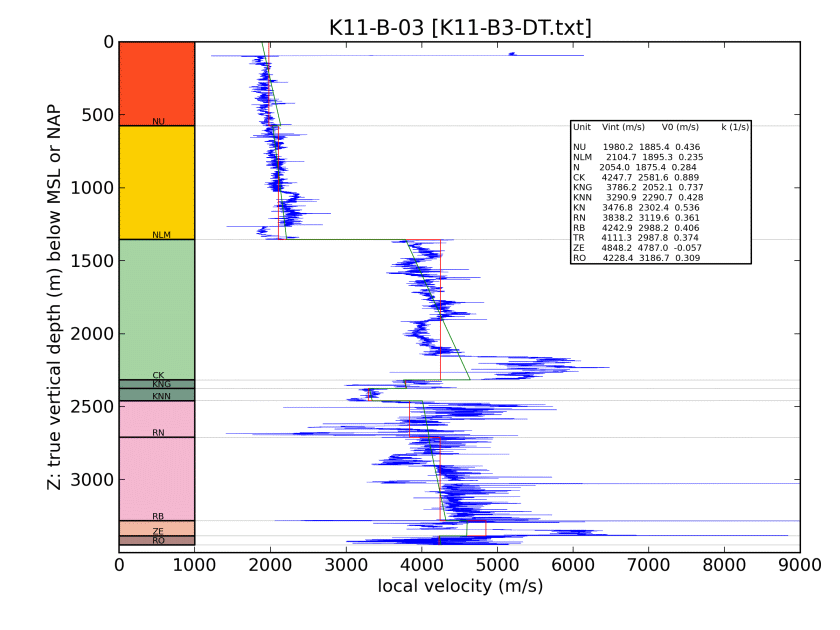 K11-B-03 [K11-B3-DT.txt]
0
500
1000
1500
2000
2500
3000
Z: true vertical depth (m) below MSL or NAP
NU
NLM
CK
KNG
KNN
RN
RB
ZE
RO
Unit Vint (m/s) V0 (m/s) k (1/s)
NU 1980.2 1885.4 0.436
NLM 2104.7 1895.3 0.235
N 2054.0 1875.4 0.284
CK 4247.7 2581.6 0.889
KNG 3786.2 2052.1 0.737
KNN 3290.9 2290.7 0.428
KN 3476.8 2302.4 0.536
RN 3838.2 3119.6 0.361
RB 4242.9 2988.2 0.406
TR 4111.3 2987.8 0.374
ZE 4848.2 4787.0 -0.057
RO 4228.4 3186.7 0.309
0 1000 2000 3000 4000 5000 6000 7000 8000 9000
local velocity (m/s)